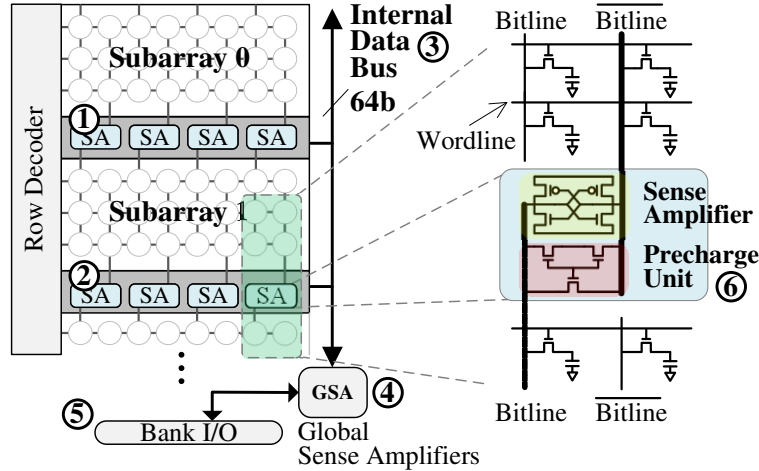 Row Decoder
Subarray 0
①
SA SA SA SA
Subarray 1
②
SA SA SA SA
Internal
Data ③
Bus
64b
GSA ④
⑤
Bank I/O
Global
Sense Amplifiers
Bitline Bitline
Wordline
Sense
Amplifier
Precharge
Unit ⑥
Bitline Bitline